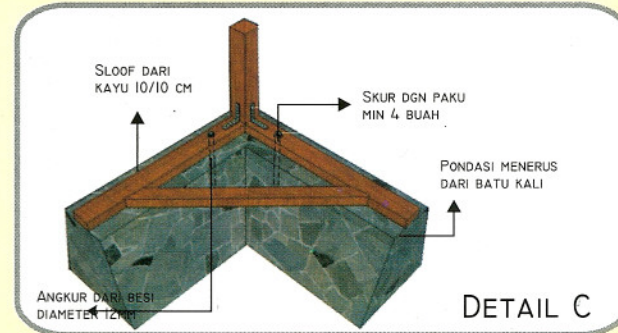 SLOOF DARI
KAYU 10/10 CM
SKUR DGN PAKU
MIN 4 BUAH
PONDASI MENERUS
DARI BATU KALI
ANGKUR DARI BESI
DIAMETER 12MM
DETAIL C